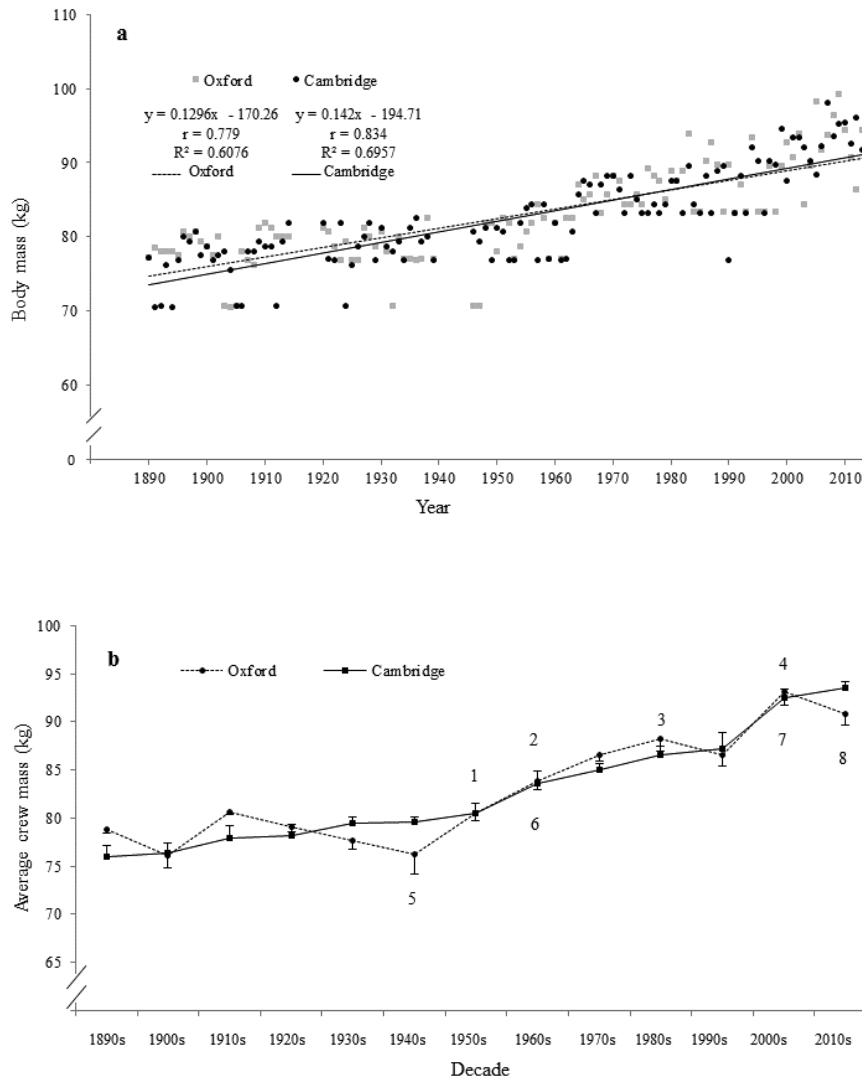 110
a
100
Oxford Cambridge
y = 0.1296x - 170.26 y = 0.142x - 194.71
r = 0.779 r = 0.834
R² = 0.6076 R² = 0.6957
Oxford Cambridge
90
80
70
60
0
Body mass (kg)
1890 1900 1910 1920 1930 1940 1950 1960 1970 1980 1990 2000 2010
Year
100
b
Oxford Cambridge
95
90
85
80
75
70
65
Average crew mass (kg)
1
2
3
4
5
6
7
8
1890s 1900s 1910s 1920s 1930s 1940s 1950s 1960s 1970s 1980s 1990s 2000s 2010s
Decade